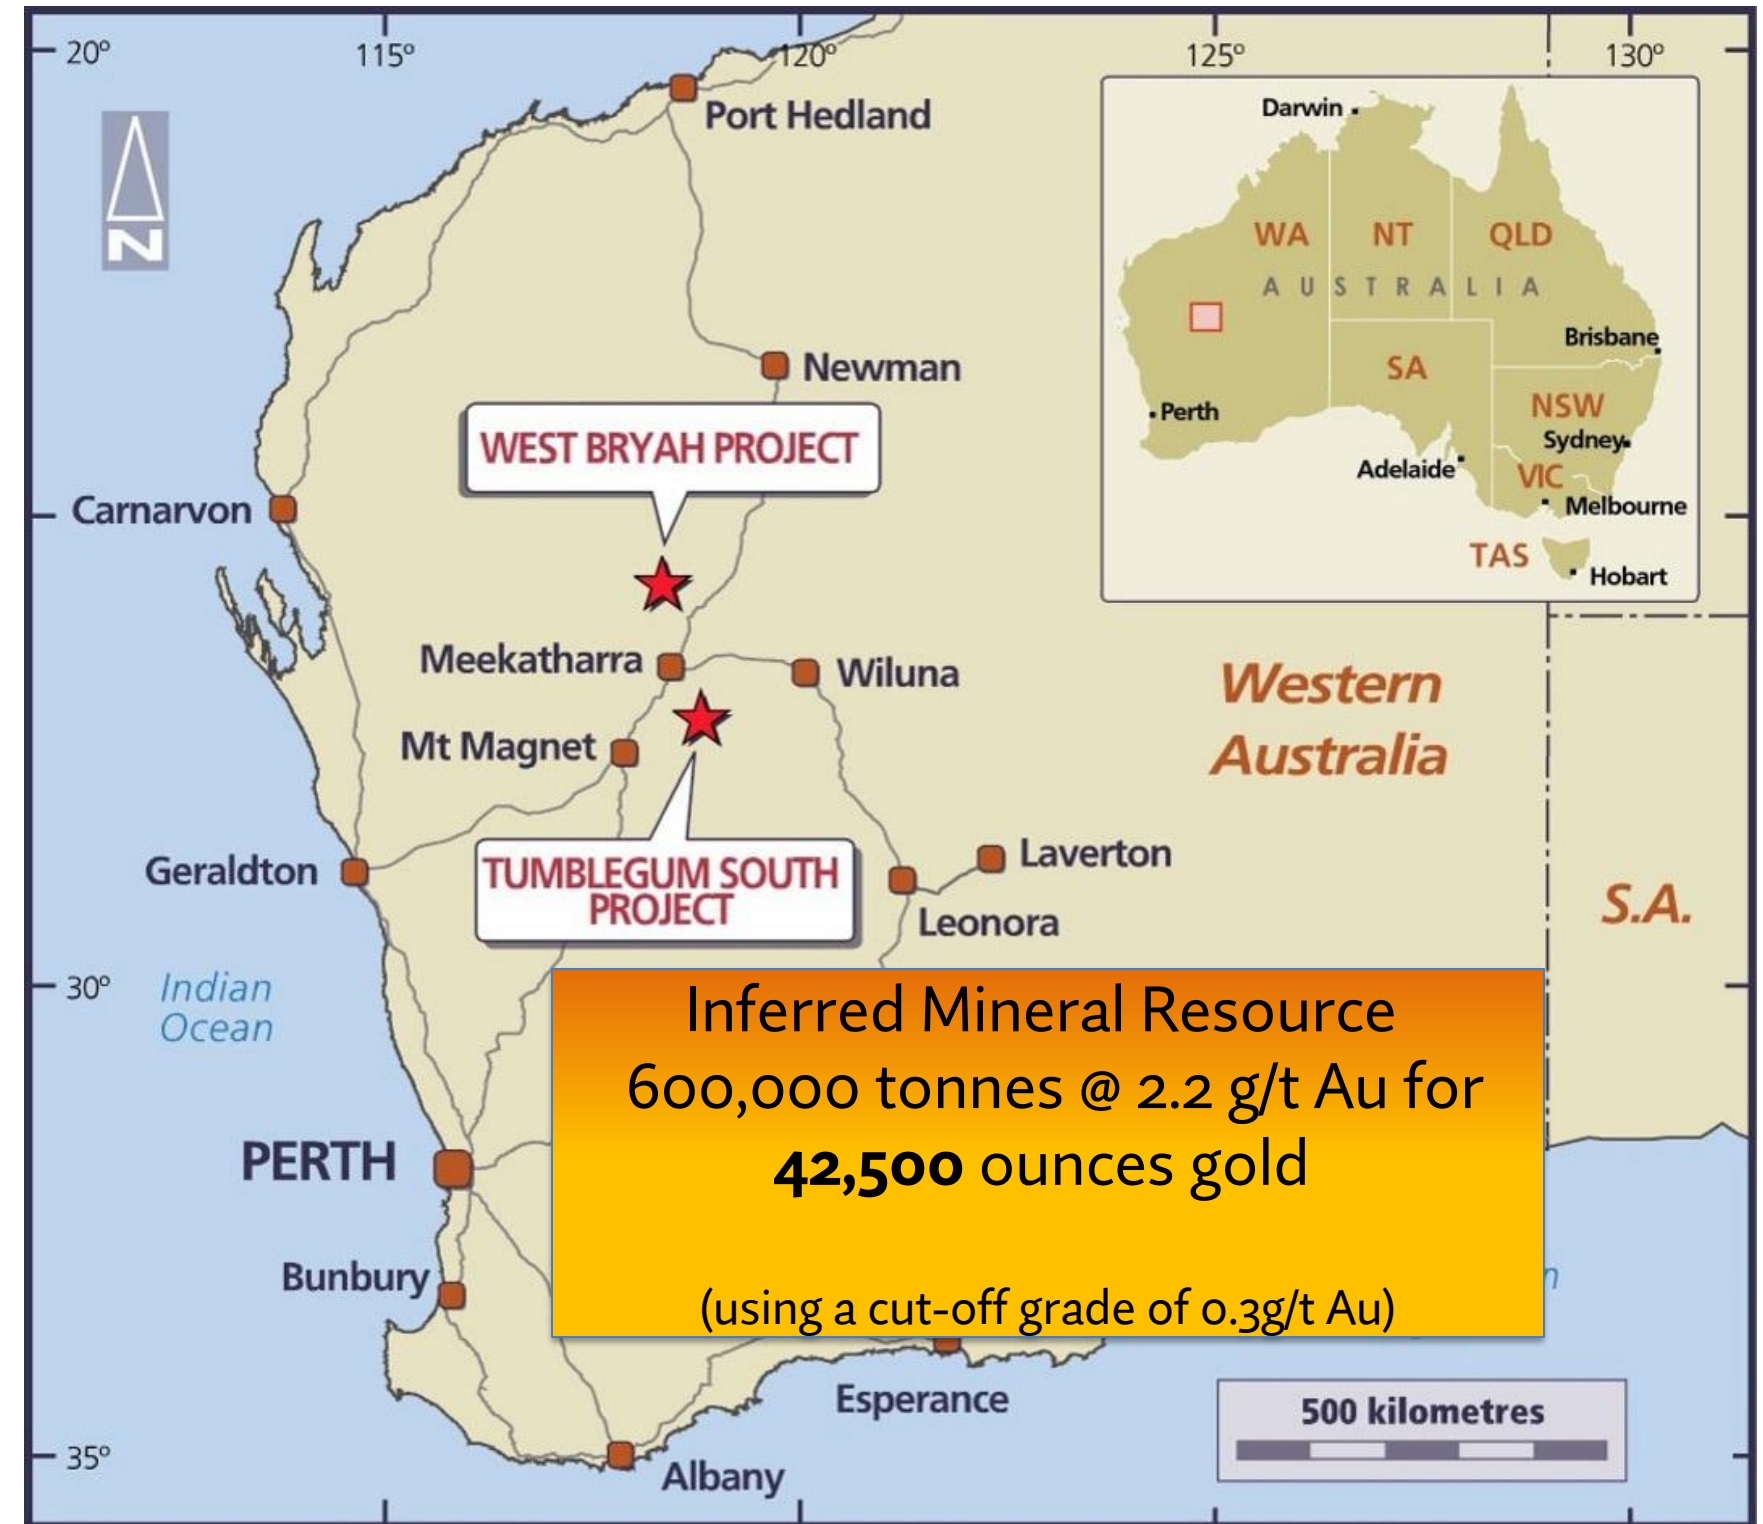 20°
115°
120°
125°
130°
Port Hedland
N
Newman
WEST BRYAH PROJECT
Carnarvon
Meekatharra
Wiluna
Mt Magnet
TUMBLEGUM SOUTH
PROJECT
Geraldton
Laverton
Leonora
Western
Australia
S.A.
30°
Indian
Ocean
PERTH
Bunbury
Esperance
Albany
35°
Darwin
WA
NT
QLD
AUSTRALIA
Brisbane
SA
NSW
Perth
Sydney
Adelaide
VIC
Melbourne
TAS
Hobart
Inferred Mineral Resource
600,000 tonnes @ 2.2 g/t Au for
42,500 ounces gold
(using a cut-off grade of 0.3g/t Au)
500 kilometres